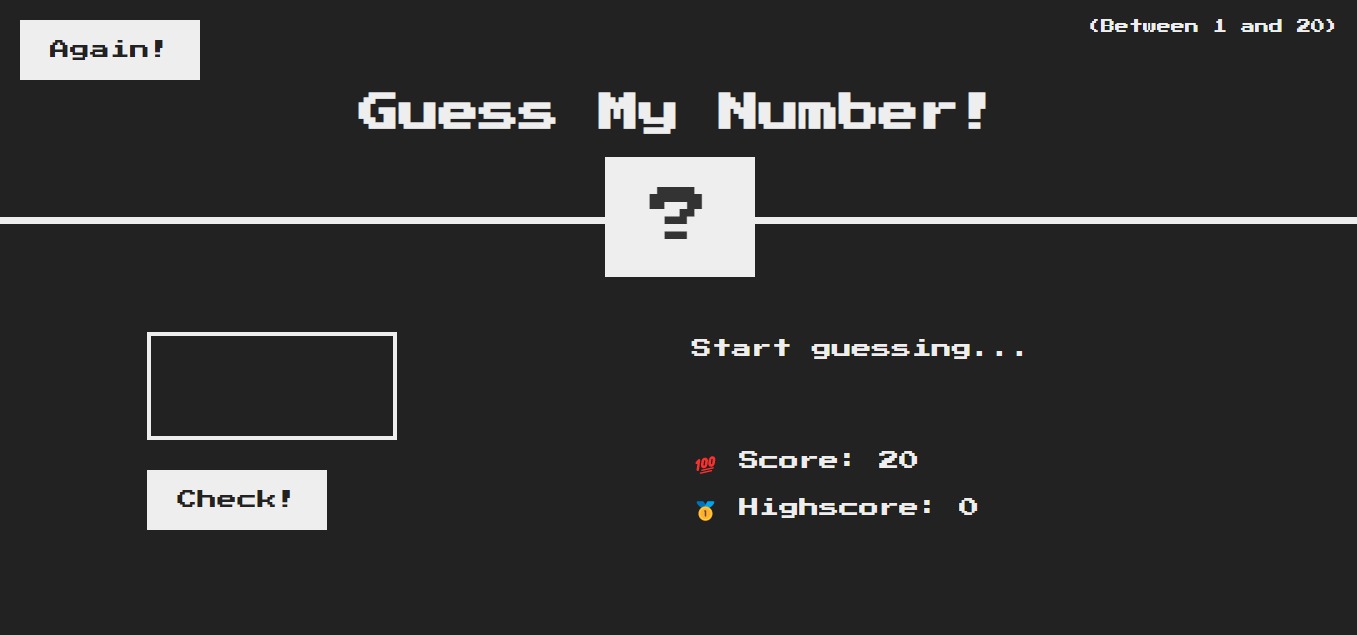 Again!
(Between 1 and 20)
Guess My Number!
?
Start guessing...
💯 Score: 20
Check!
🥇 Highscore: 0